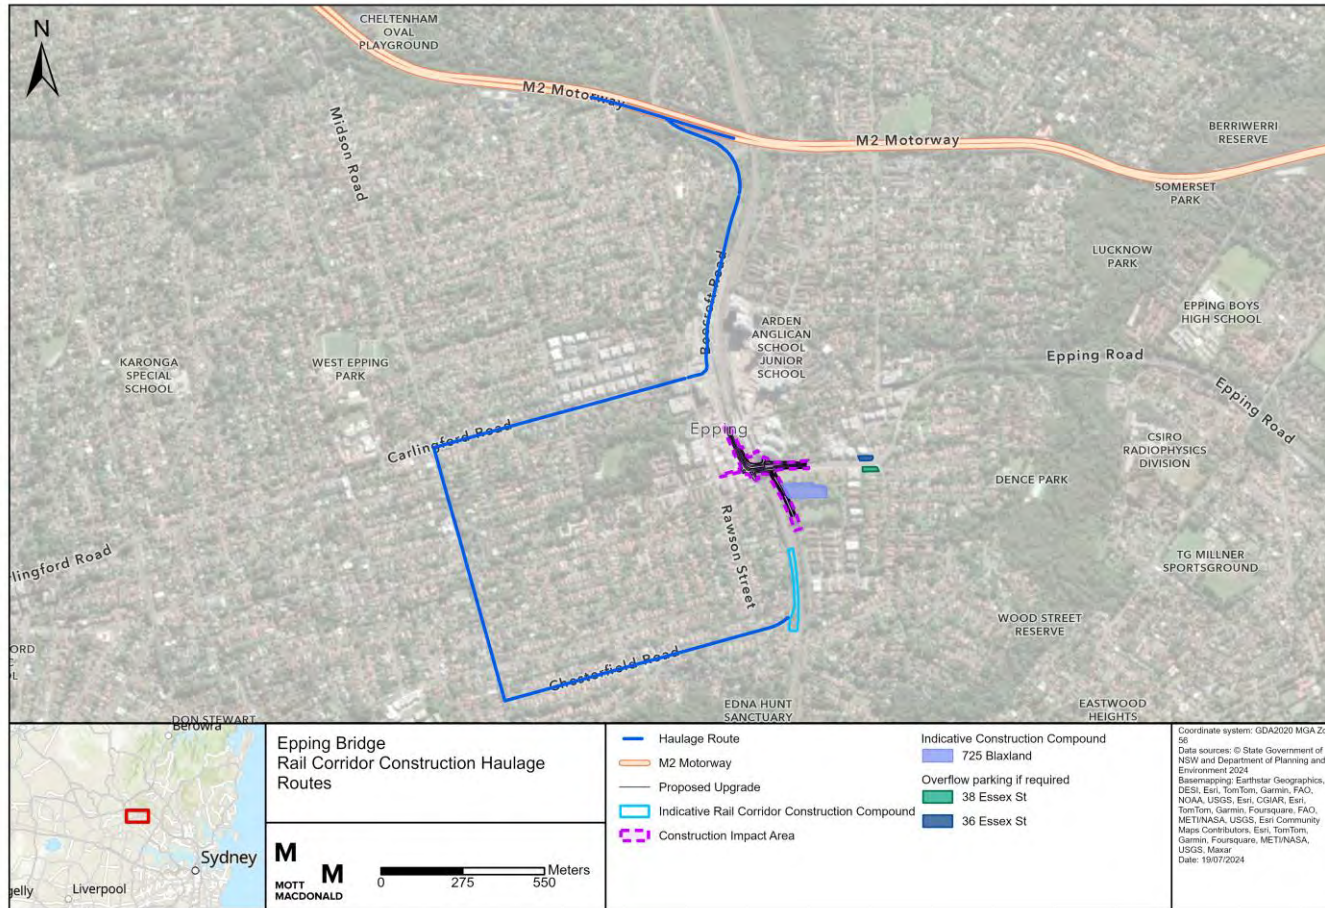 N
CHELTENHAM
OVAL
PLAYGROUND
M2 Motorway
M2 Motorway
BERRIWERRI
RESERVE
Midson Road
SOMERSET
PARK
LUCKNOW
PARK
Beecroft Road
EPPING BOYS
HIGH SCHOOL
ARDEN
ANGLICAN
SCHOOL
JUNIOR
SCHOOL
Epping Road
KARONGA
SPECIAL
SCHOOL
WEST EPPING
PARK
Epping Road
Epping
Carlingford Road
CSIRO
RADIOPHYSICS
DIVISION
DENCE PARK
Rawson Street
lingford Road
TG MILLNER
SPORTSGROUND
WOOD STREET
RESERVE
Chesterfield Road
ORD
OL
EDNA HUNT
SANCTUARY
EASTWOOD
HEIGHTS
DON STEWART
Berowra
Sydney
Liverpool
gelly
Epping Bridge
Rail Corridor Construction Haulage
Routes
M
M
MOTT
MACDONALD
0 275 550 Meters
Haulage Route
M2 Motorway
Proposed Upgrade
Indicative Rail Corridor Construction Compound
Construction Impact Area
Indicative Construction Compound
725 Blaxland
Overflow parking if required
38 Essex St
36 Essex St
Coordinate system: GDA2020 MGA Zo
56
Data sources: © State Government of
NSW and Department of Planning and
Environment 2024
Basemapping: Earthstar Geographics,
DESI, Esri, TomTom, Garmin, FAO,
NOAA, USGS, Esri, CGIAR, Esri,
TomTom, Garmin, Foursquare, FAO,
METI/NASA, USGS, Esri Community
Maps Contributors, Esri, TomTom,
Garmin, Foursquare, METI/NASA,
USGS, Maxar
Date: 19/07/2024